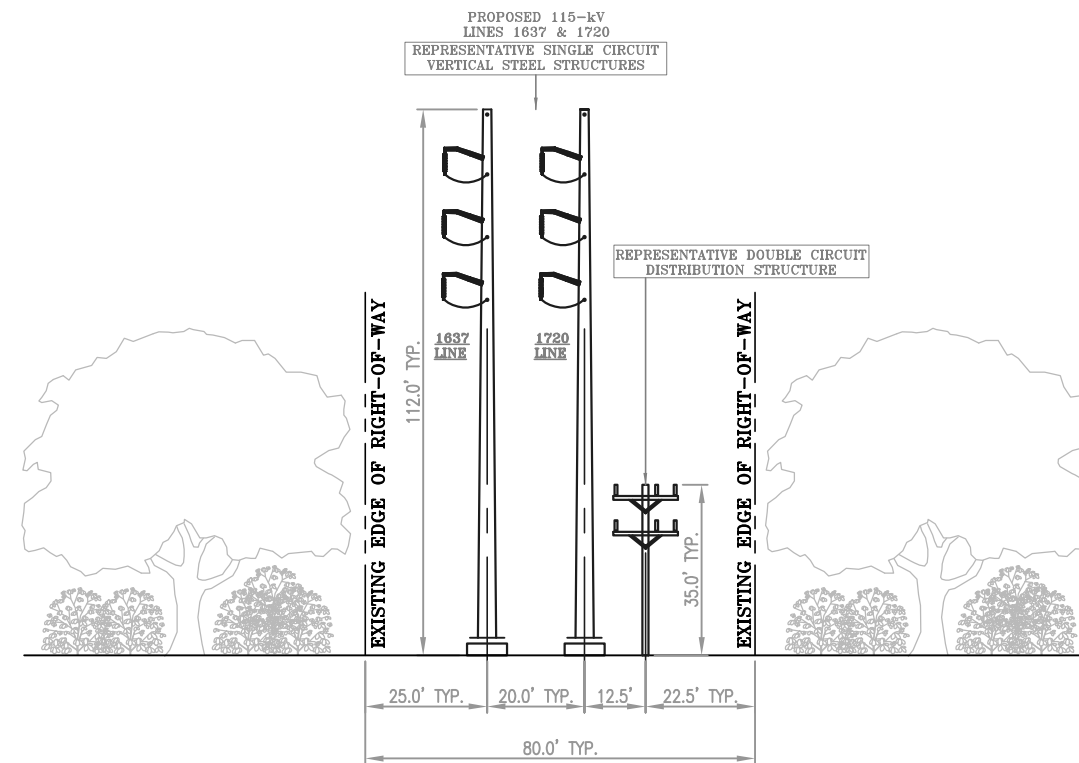 PROPOSED 115-kV
LINES 1637 & 1720
REPRESENTATIVE SINGLE CIRCUIT
VERTICAL STEEL STRUCTURES
REPRESENTATIVE DOUBLE CIRCUIT
DISTRIBUTION STRUCTURE
EXISTING EDGE OF RIGHT-OF-WAY
112.0' TYP.
1637
LINE
1720
LINE
35.0' TYP.
EXISTING EDGE OF RIGHT-OF-WAY
25.0' TYP.
20.0' TYP.
12.5'
22.5' TYP.
80.0' TYP.